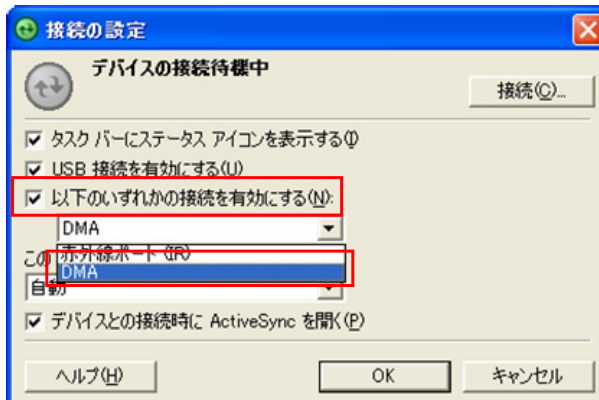 接続の設定
デバイスの接続待機中
接続(C)...
タスク バーにステータス アイコンを表示する(I)
USB 接続を有効にする(U)
以下のいずれかの接続を有効にする(N):
DMA
赤外線ポート (IR)
この
DMA
自動
デバイスとの接続時に ActiveSync を開く(P)
ヘルプ(H)
OK
キャンセル